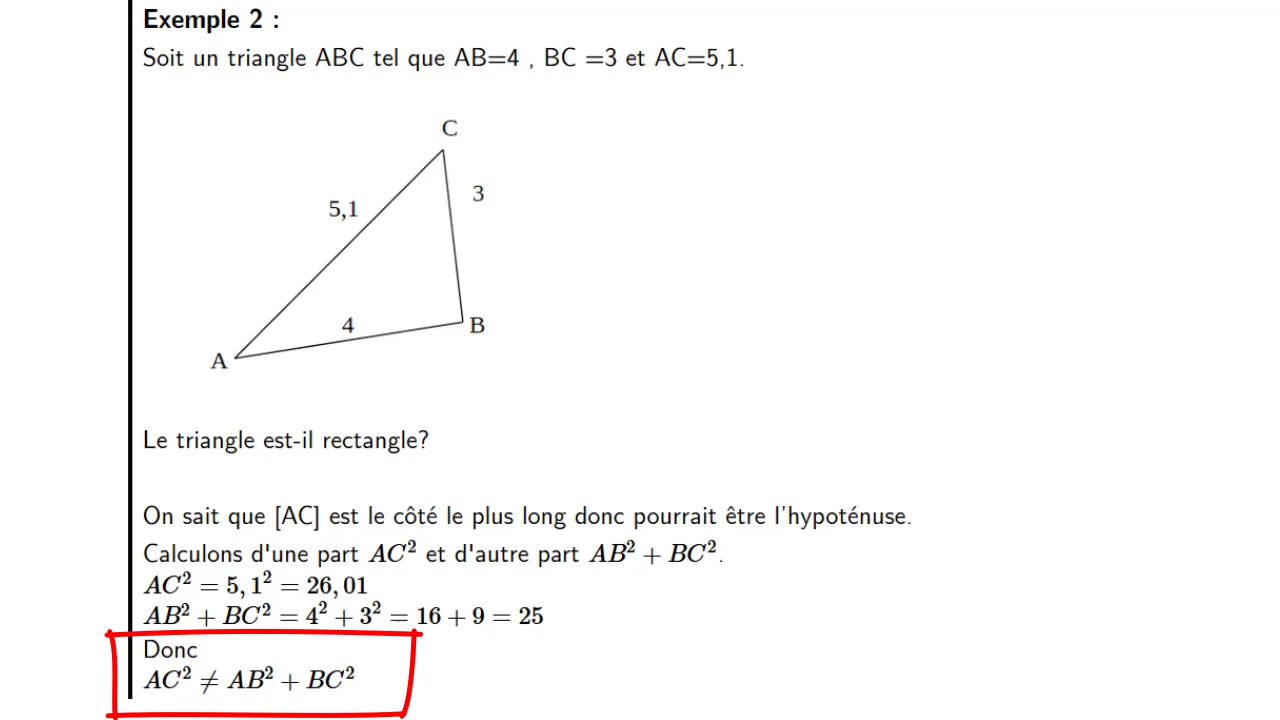 Exemple 2 :
Soit un triangle ABC tel que AB=4 , BC =3 et AC=5,1.
C
5,1
3
4
B
A
Le triangle est-il rectangle?
On sait que [AC] est le côté le plus long donc pourrait être l'hypoténuse.
Calculons d'une part AC² et d'autre part AB² + BC².
AC² = 5, 1² = 26, 01
AB² + BC² = 4² + 3² = 16 + 9 = 25
Donc
AC² ≠ AB² + BC²